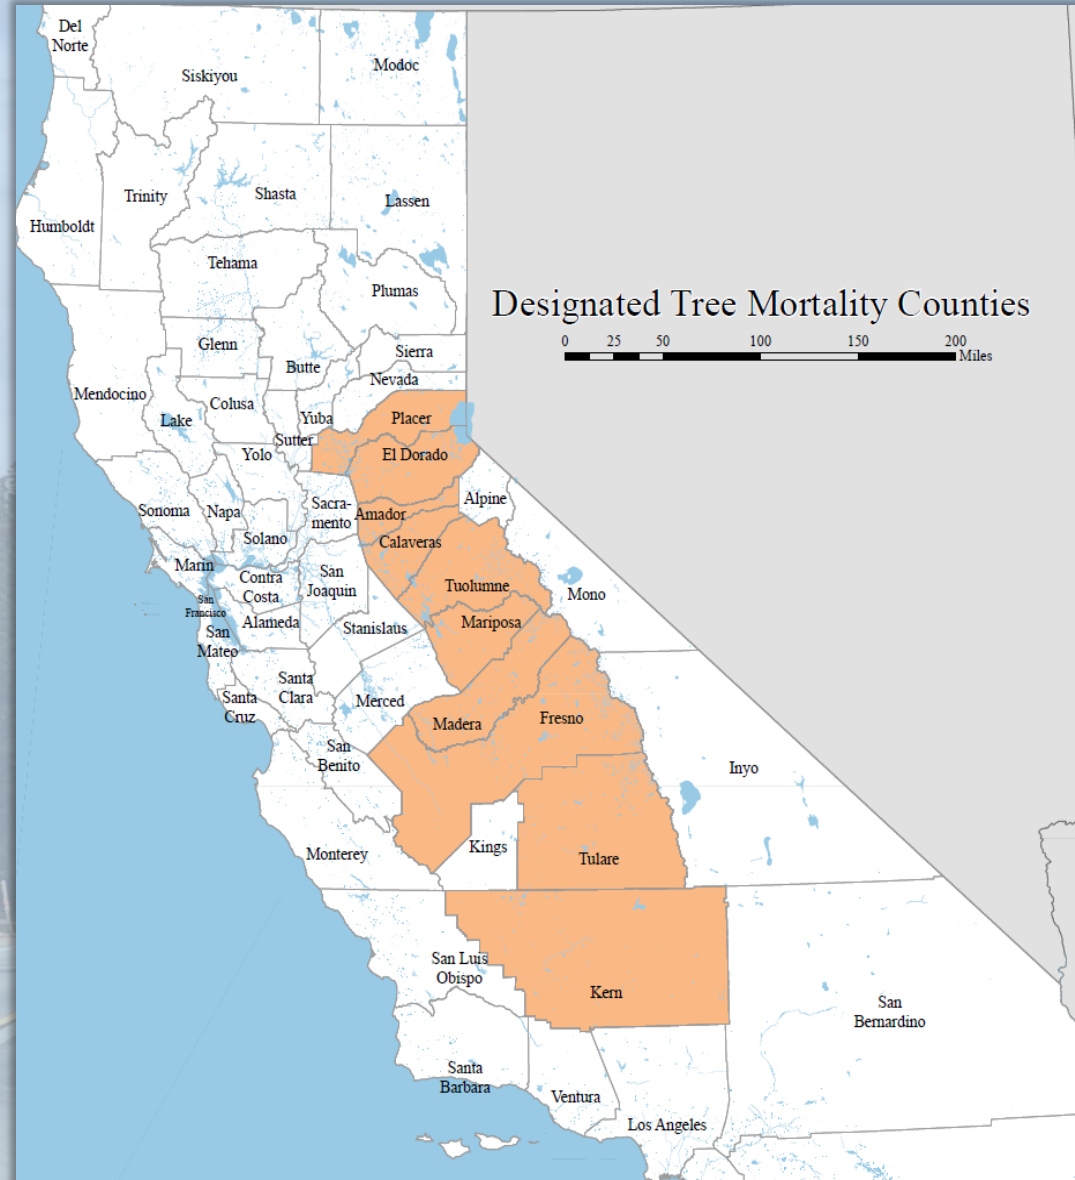 Del
Norte
Siskiyou
Modoc
Trinity
Shasta
Lassen
Humboldt
Tehama
Plumas
Designated Tree Mortality Counties
0 25 50 100 150 200
Miles
Glenn
Sierra
Butte
Nevada
Mendocino
Colusa
Lake
Yuba
Placer
Sutter
Yolo
El Dorado
Alpine
Sonoma
Napa
Sacra-
mento
Amador
Solano
Calaveras
Marin
Contra
Costa
San
Joaquin
Tuolumne
Mono
San
Francisco
Alameda
Stanislaus
Mariposa
San
Mateo
Santa
Clara
Santa
Cruz
Merced
Madera
Fresno
San
Benito
Inyo
Monterey
Kings
Tulare
San Luis
Obispo
Kern
San
Bernardino
Santa
Barbara
Ventura
Los Angeles